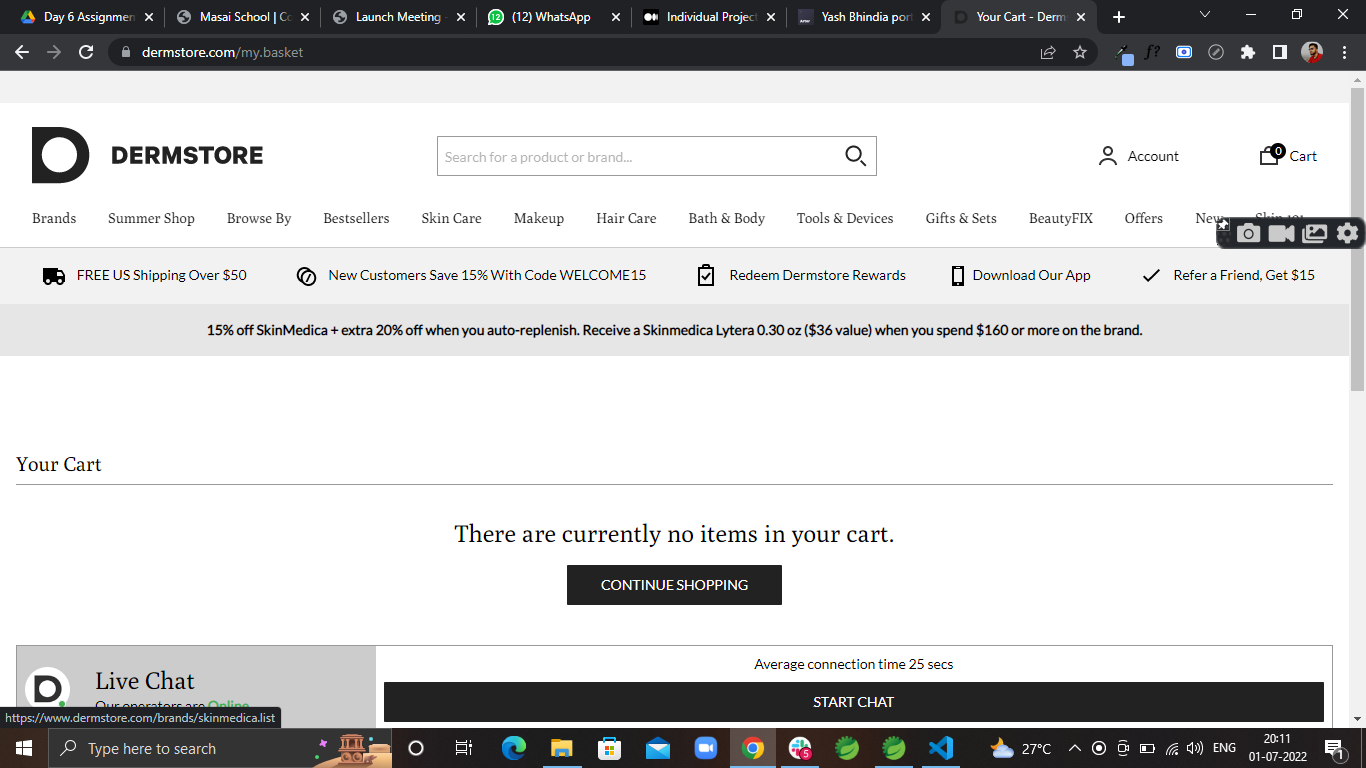 Day 6 Assignmen
Masai School | Co
Launch Meeting -
(12) WhatsApp
Individual Project
Yash Bhindia port
Your Cart - Derms
dermstore.com/my.basket
f?
DERMSTORE
Search for a product or brand...
Account
0
Cart
Brands
Summer Shop
Browse By
Bestsellers
Skin Care
Makeup
Hair Care
Bath & Body
Tools & Devices
Gifts & Sets
BeautyFIX
Offers
New
FREE US Shipping Over $50
New Customers Save 15% With Code WELCOME15
Redeem Dermstore Rewards
Download Our App
Refer a Friend, Get $15
15% off SkinMedica + extra 20% off when you auto-replenish. Receive a Skinmedica Lytera 0.30 oz ($36 value) when you spend $160 or more on the brand.
Your Cart
There are currently no items in your cart.
CONTINUE SHOPPING
Live Chat
Our operators are Online
Average connection time 25 secs
START CHAT
https://www.dermstore.com/brands/skinmedica.list
Type here to search
5
27°C
ENG
20:11
01-07-2022
1